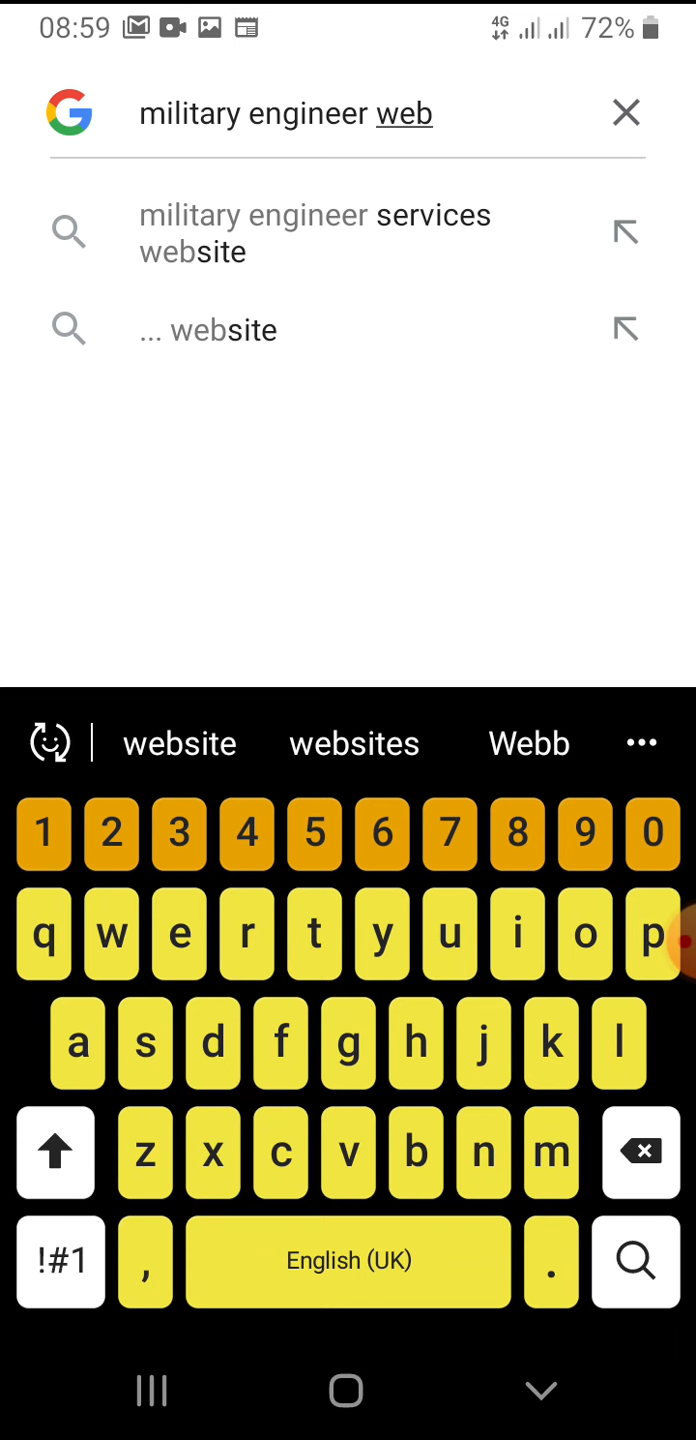 08:59 4G 72%
military engineer web
military engineer services
website
... website
website websites Webb
1 2 3 4 5 6 7 8 9 0
q w e r t y u i o p
a s d f g h j k l
z x c v b n m
!#1 , English (UK) .